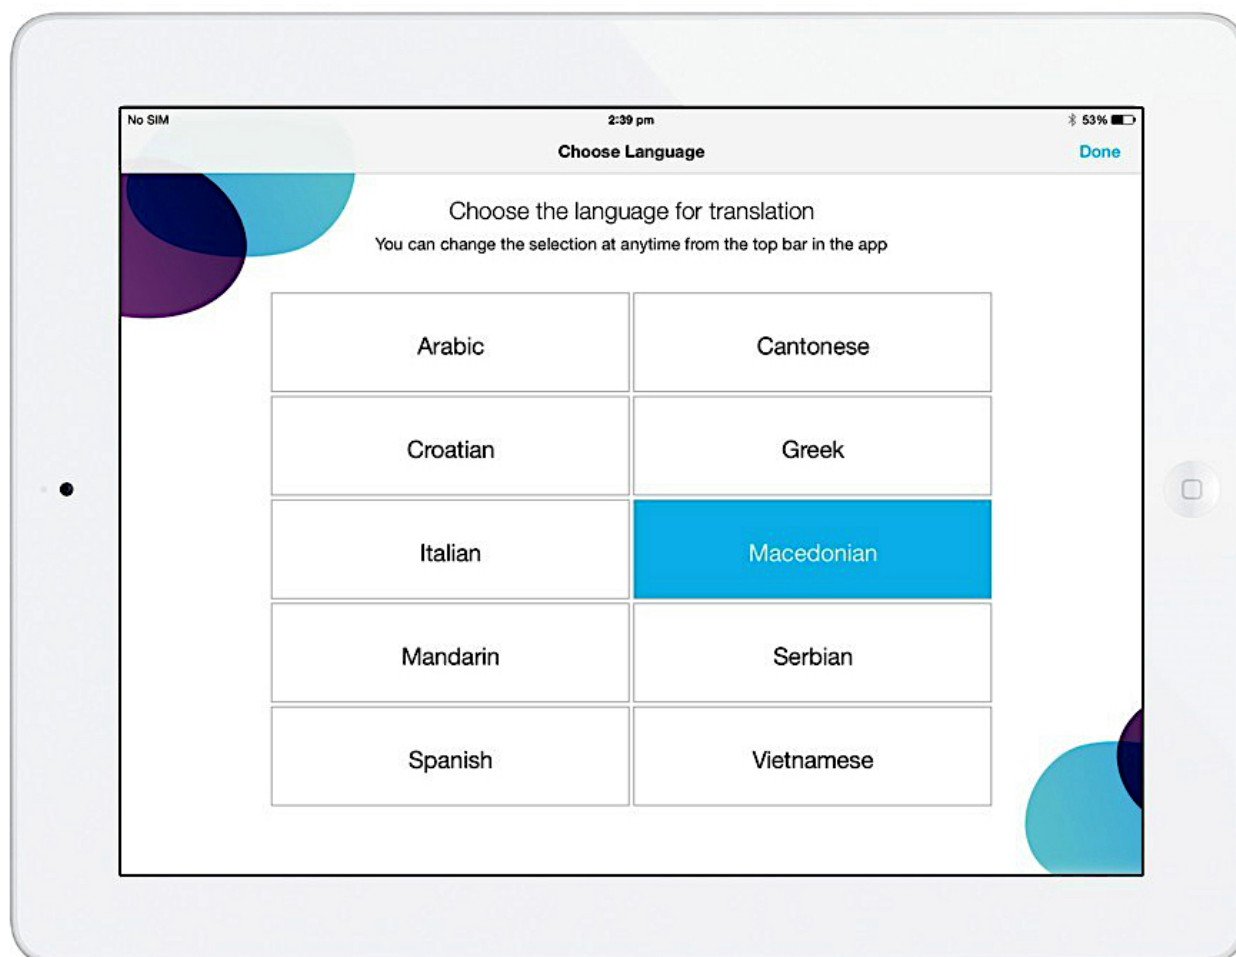 No SIM 2:39 pm 53%
Choose Language Done
Choose the language for translation
You can change the selection at anytime from the top bar in the app
Arabic Cantonese
Croatian Greek
Italian Macedonian
Mandarin Serbian
Spanish Vietnamese